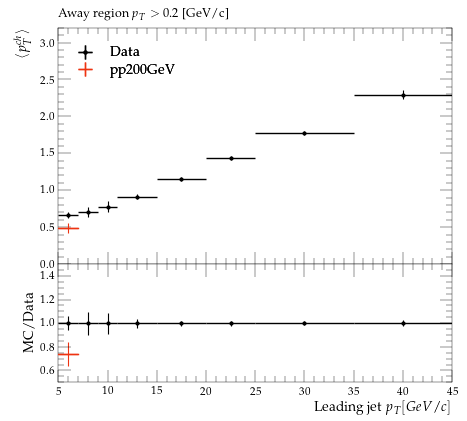 Away region p_T > 0.2 [GeV/c]
⟨p_T^{ch}⟩
3.0
2.5
2.0
1.5
1.0
0.5
0.0
Data
pp200GeV
MC/Data
1.4
1.2
1.0
0.8
0.6
5 10 15 20 25 30 35 40 45
Leading jet p_T[GeV/c]